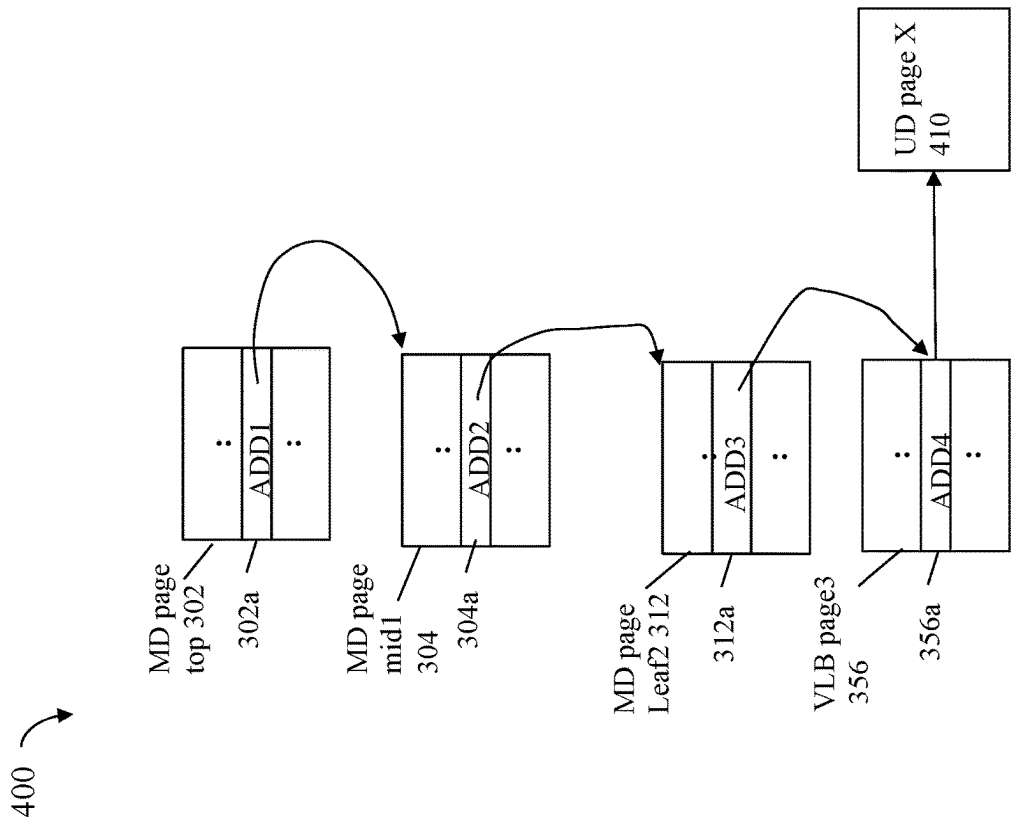 400
MD page
top 302
302a
:
ADD1
:
MD page
mid1
304
304a
:
ADD2
:
MD page
Leaf2 312
312a
:
ADD3
:
VLB page3
356
356a
:
ADD4
:
UD page X
410